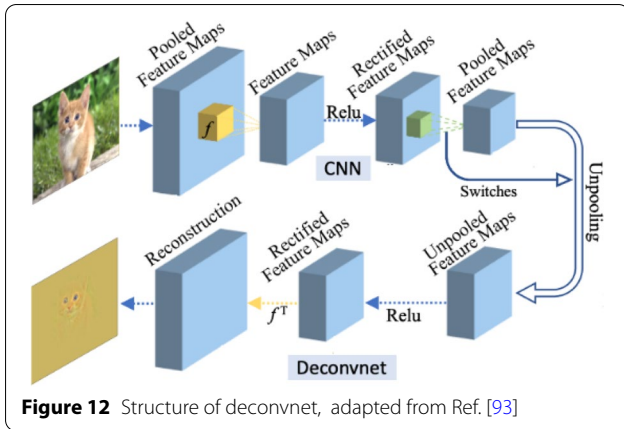 Pooled
Feature Maps
Feature Maps
Rectified
Feature Maps
Pooled
Feature Maps
f
Relu
CNN
Switches
Unpooling
Reconstruction
Rectified
Feature Maps
Unpooled
Feature Maps
fᵀ
Relu
Deconvnet
Figure 12 Structure of deconvnet, adapted from Ref. [93]